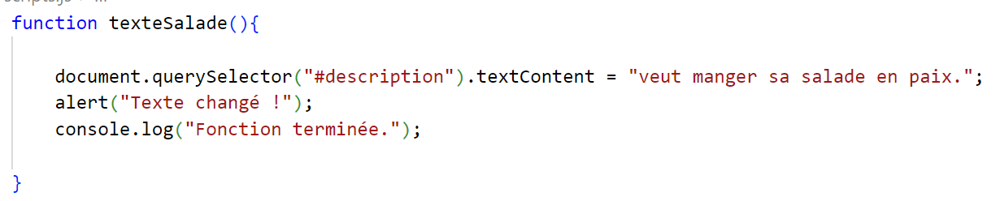 function texteSalade(){
document.querySelector("#description").textContent = "veut manger sa salade en paix.";
alert("Texte changé !");
console.log("Fonction terminée.");
}